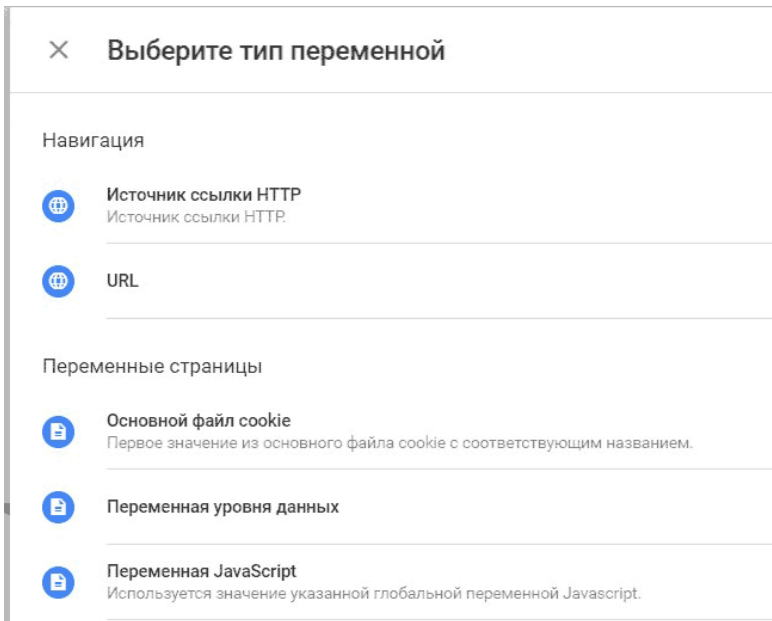 Выберите тип переменной
Навигация
Источник ссылки HTTP
Источник ссылки HTTP.
URL
Переменные страницы
Основной файл cookie
Первое значение из основного файла cookie с соответствующим названием.
Переменная уровня данных
Переменная JavaScript
Используется значение указанной глобальной переменной Javascript.